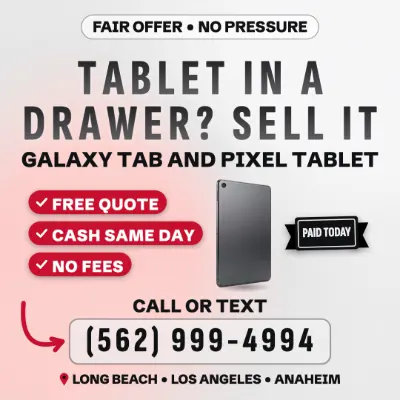 FAIR OFFER • NO PRESSURE
TABLET IN A
DRAWER? SELL IT
GALAXY TAB AND PIXEL TABLET
FREE QUOTE
CASH SAME DAY
NO FEES
PAID TODAY
CALL OR TEXT
(562) 999-4994
LONG BEACH • LOS ANGELES • ANAHEIM